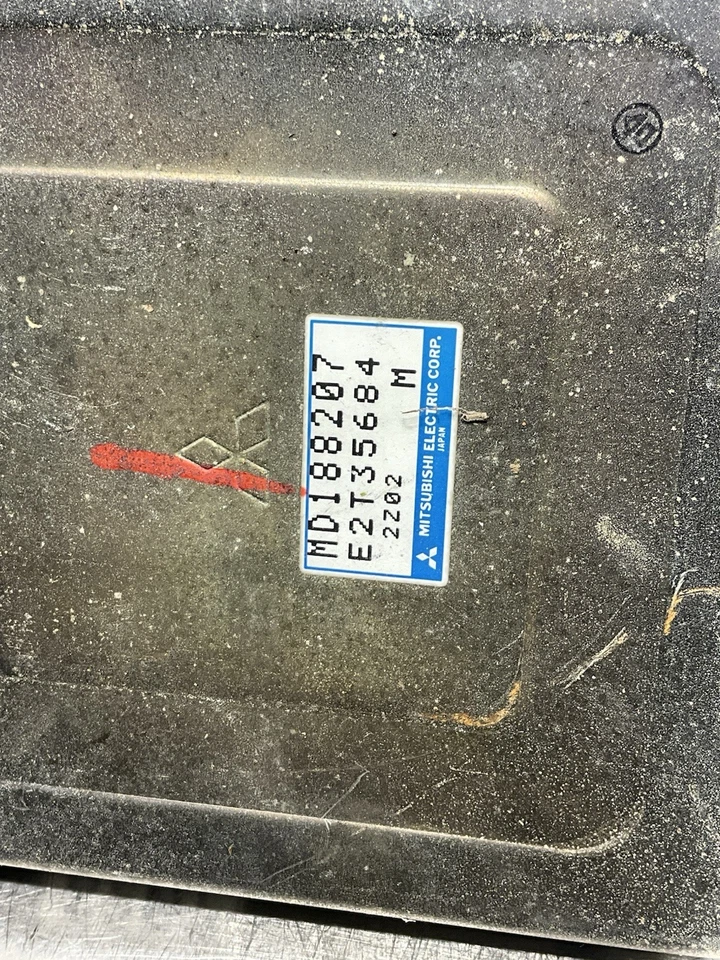 MD188207
E2T35684
2Z02 M
MITSUBISHI ELECTRIC CORP.
JAPAN